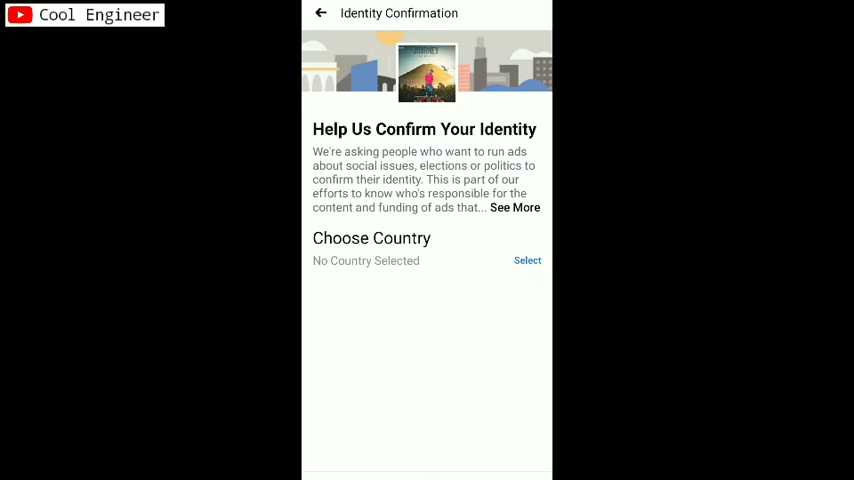 Cool Engineer
Identity Confirmation
JOURNEY
Help Us Confirm Your Identity
We're asking people who want to run ads
about social issues, elections or politics to
confirm their identity. This is part of our
efforts to know who's responsible for the
content and funding of ads that... See More
Choose Country
No Country Selected
Select